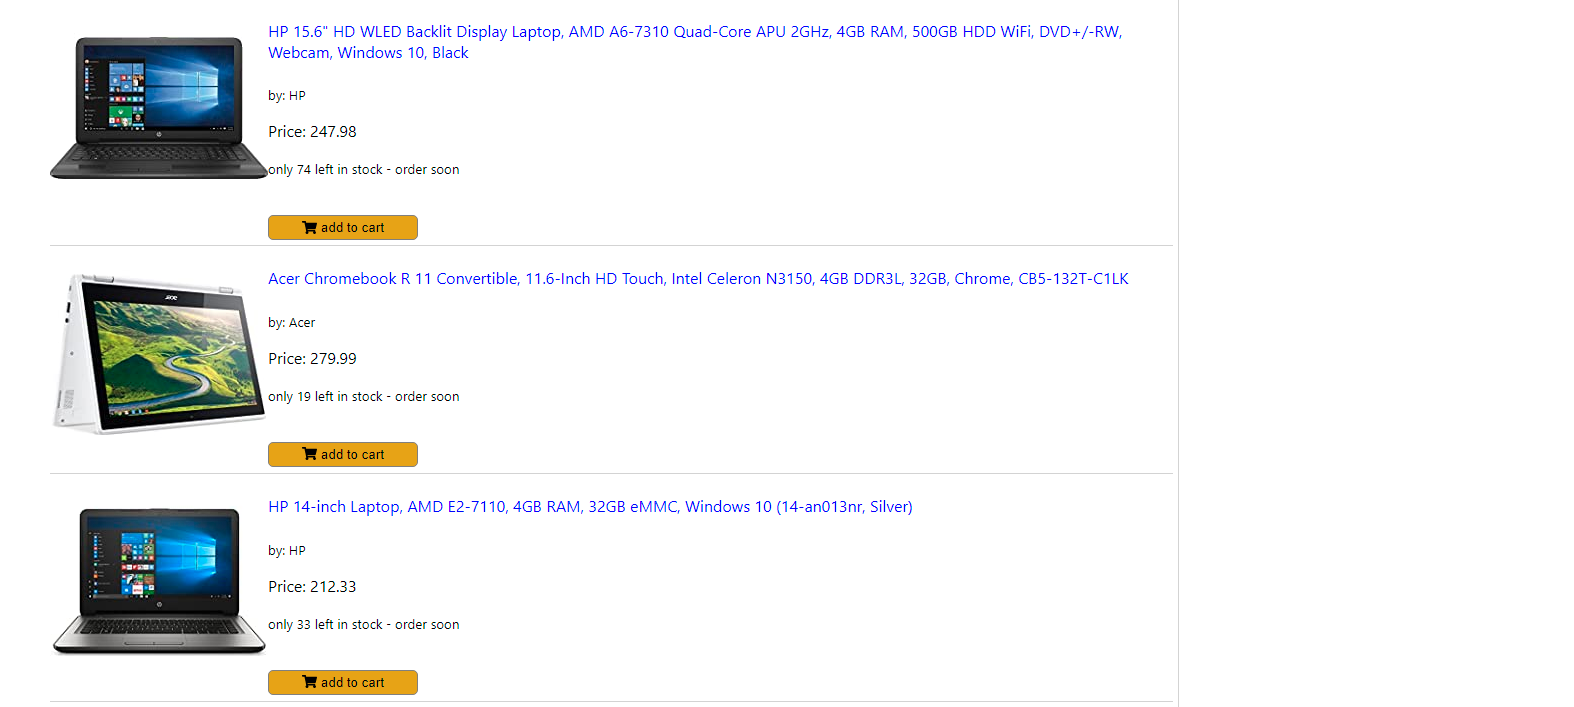 HP 15.6" HD WLED Backlit Display Laptop, AMD A6-7310 Quad-Core APU 2GHz, 4GB RAM, 500GB HDD WiFi, DVD+/-RW,
Webcam, Windows 10, Black
by: HP
Price: 247.98
only 74 left in stock - order soon
add to cart
Acer Chromebook R 11 Convertible, 11.6-Inch HD Touch, Intel Celeron N3150, 4GB DDR3L, 32GB, Chrome, CB5-132T-C1LK
acer
by: Acer
Price: 279.99
only 19 left in stock - order soon
add to cart
HP 14-inch Laptop, AMD E2-7110, 4GB RAM, 32GB eMMC, Windows 10 (14-an013nr, Silver)
by: HP
Price: 212.33
only 33 left in stock - order soon
add to cart